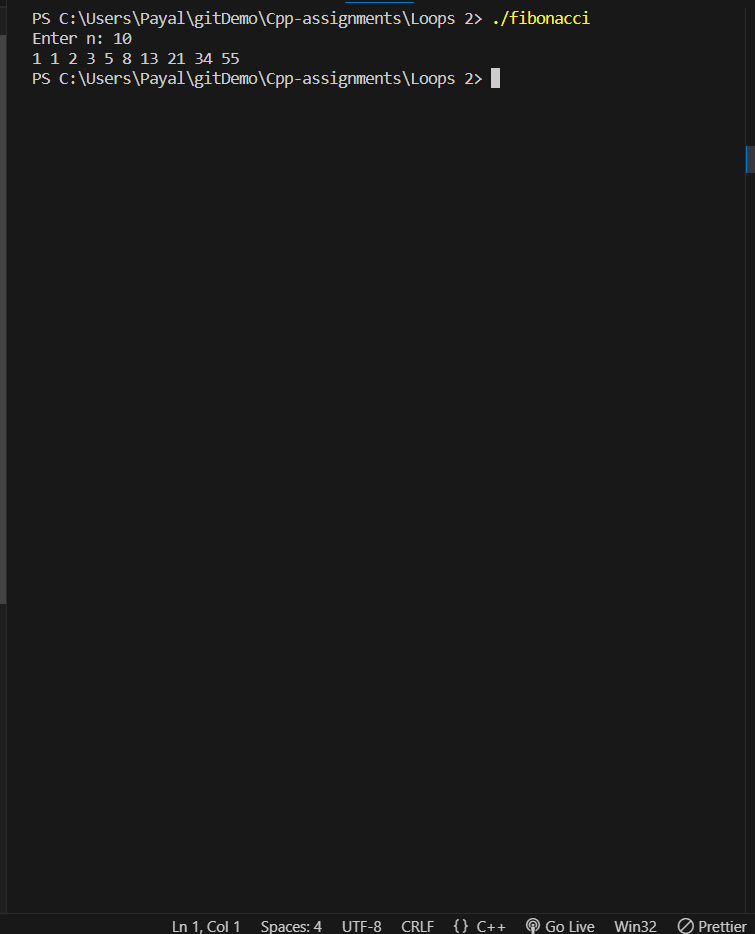 PS C:\Users\Payal\gitDemo\Cpp-assignments\Loops 2> ./fibonacci
Enter n: 10
1 1 2 3 5 8 13 21 34 55
PS C:\Users\Payal\gitDemo\Cpp-assignments\Loops 2>
Ln 1, Col 1 Spaces: 4 UTF-8 CRLF {} C++ Go Live Win32 Prettier